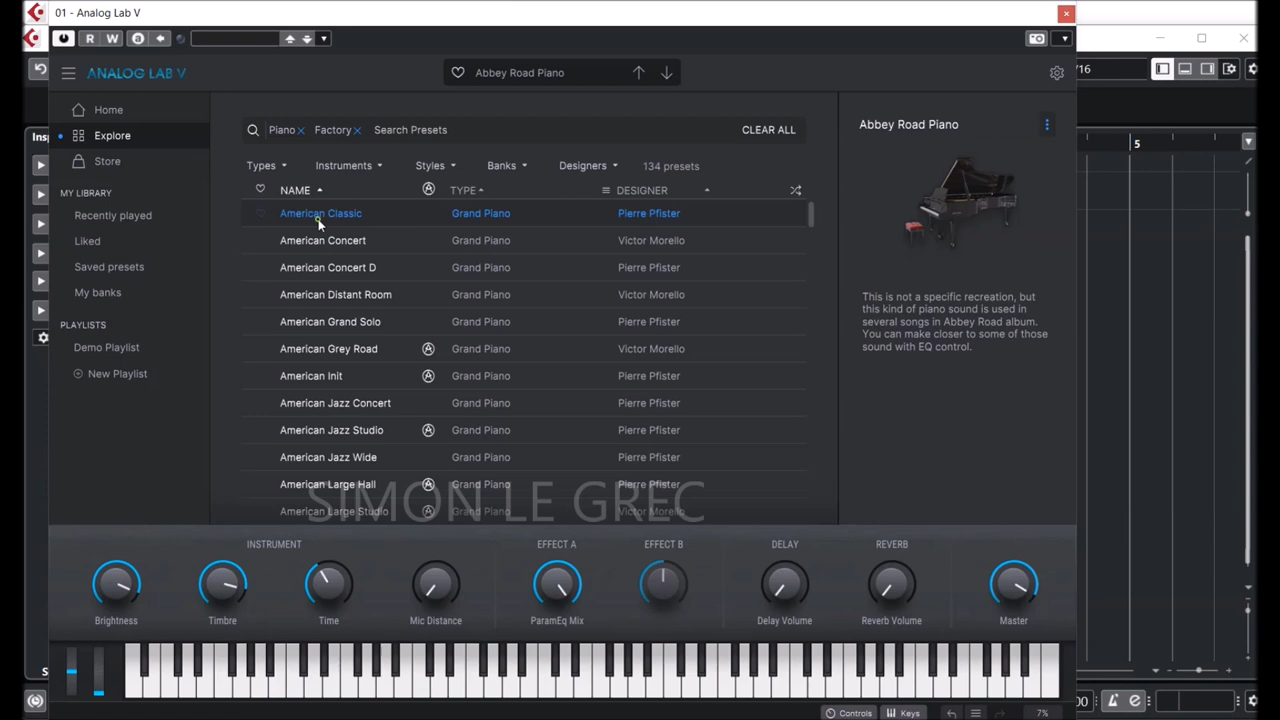 01 - Analog Lab V
R W a
ANALOG LAB V
Abbey Road Piano
/16
Home
Explore
Store
MY LIBRARY
Recently played
Liked
Saved presets
My banks
PLAYLISTS
Demo Playlist
New Playlist
Insp
Piano Factory Search Presets CLEAR ALL
Types Instruments Styles Banks Designers 134 presets
NAME TYPE DESIGNER
American Classic Grand Piano Pierre Pfister
American Concert Grand Piano Victor Morello
American Concert D Grand Piano Pierre Pfister
American Distant Room Grand Piano Victor Morello
American Grand Solo Grand Piano Pierre Pfister
American Grey Road Grand Piano Victor Morello
American Init Grand Piano Pierre Pfister
American Jazz Concert Grand Piano Pierre Pfister
American Jazz Studio Grand Piano Pierre Pfister
American Jazz Wide Grand Piano Pierre Pfister
American Large Hall Grand Piano Pierre Pfister
American Large Studio Grand Piano Victor Morello
SIMON LE GREC
Abbey Road Piano
This is not a specific recreation, but
this kind of piano sound is used in
several songs in Abbey Road album.
You can make closer to some of those
sound with EQ control.
5
INSTRUMENT EFFECT A EFFECT B DELAY REVERB
Brightness Timbre Time Mic Distance ParamEq Mix Delay Volume Reverb Volume Master
S
Controls Keys 7%
00